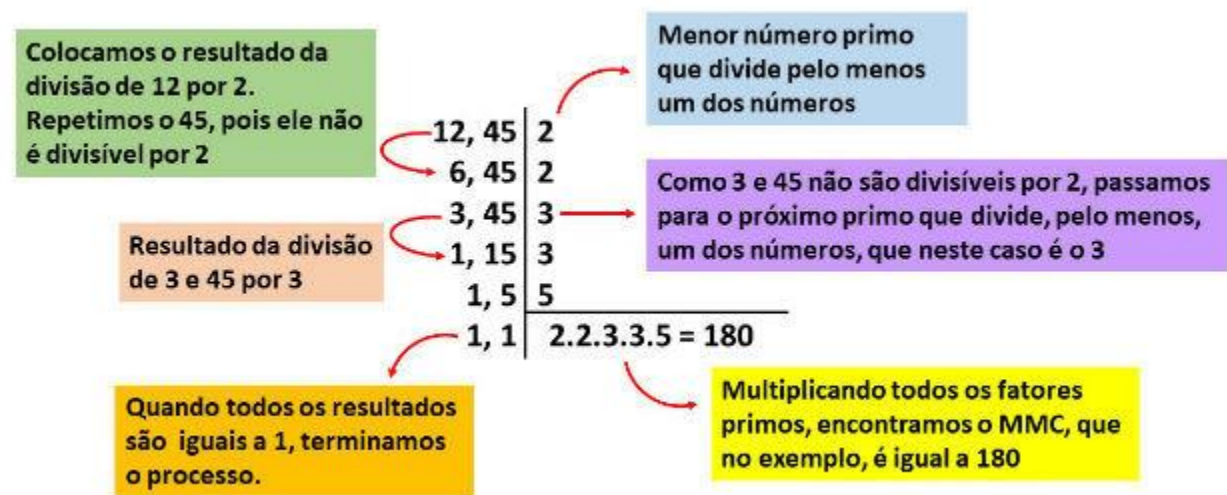 Colocamos o resultado da
divisão de 12 por 2.
Repetimos o 45, pois ele não
é divisível por 2
Menor número primo
que divide pelo menos
um dos números
12, 45 2
6, 45 2
3, 45 3
1, 15 3
1, 5 5
1, 1 2.2.3.3.5 = 180
Como 3 e 45 não são divisíveis por 2, passamos
para o próximo primo que divide, pelo menos,
um dos números, que neste caso é o 3
Resultado da divisão
de 3 e 45 por 3
Quando todos os resultados
são iguais a 1, terminamos
o processo.
Multiplicando todos os fatores
primos, encontramos o MMC, que
no exemplo, é igual a 180